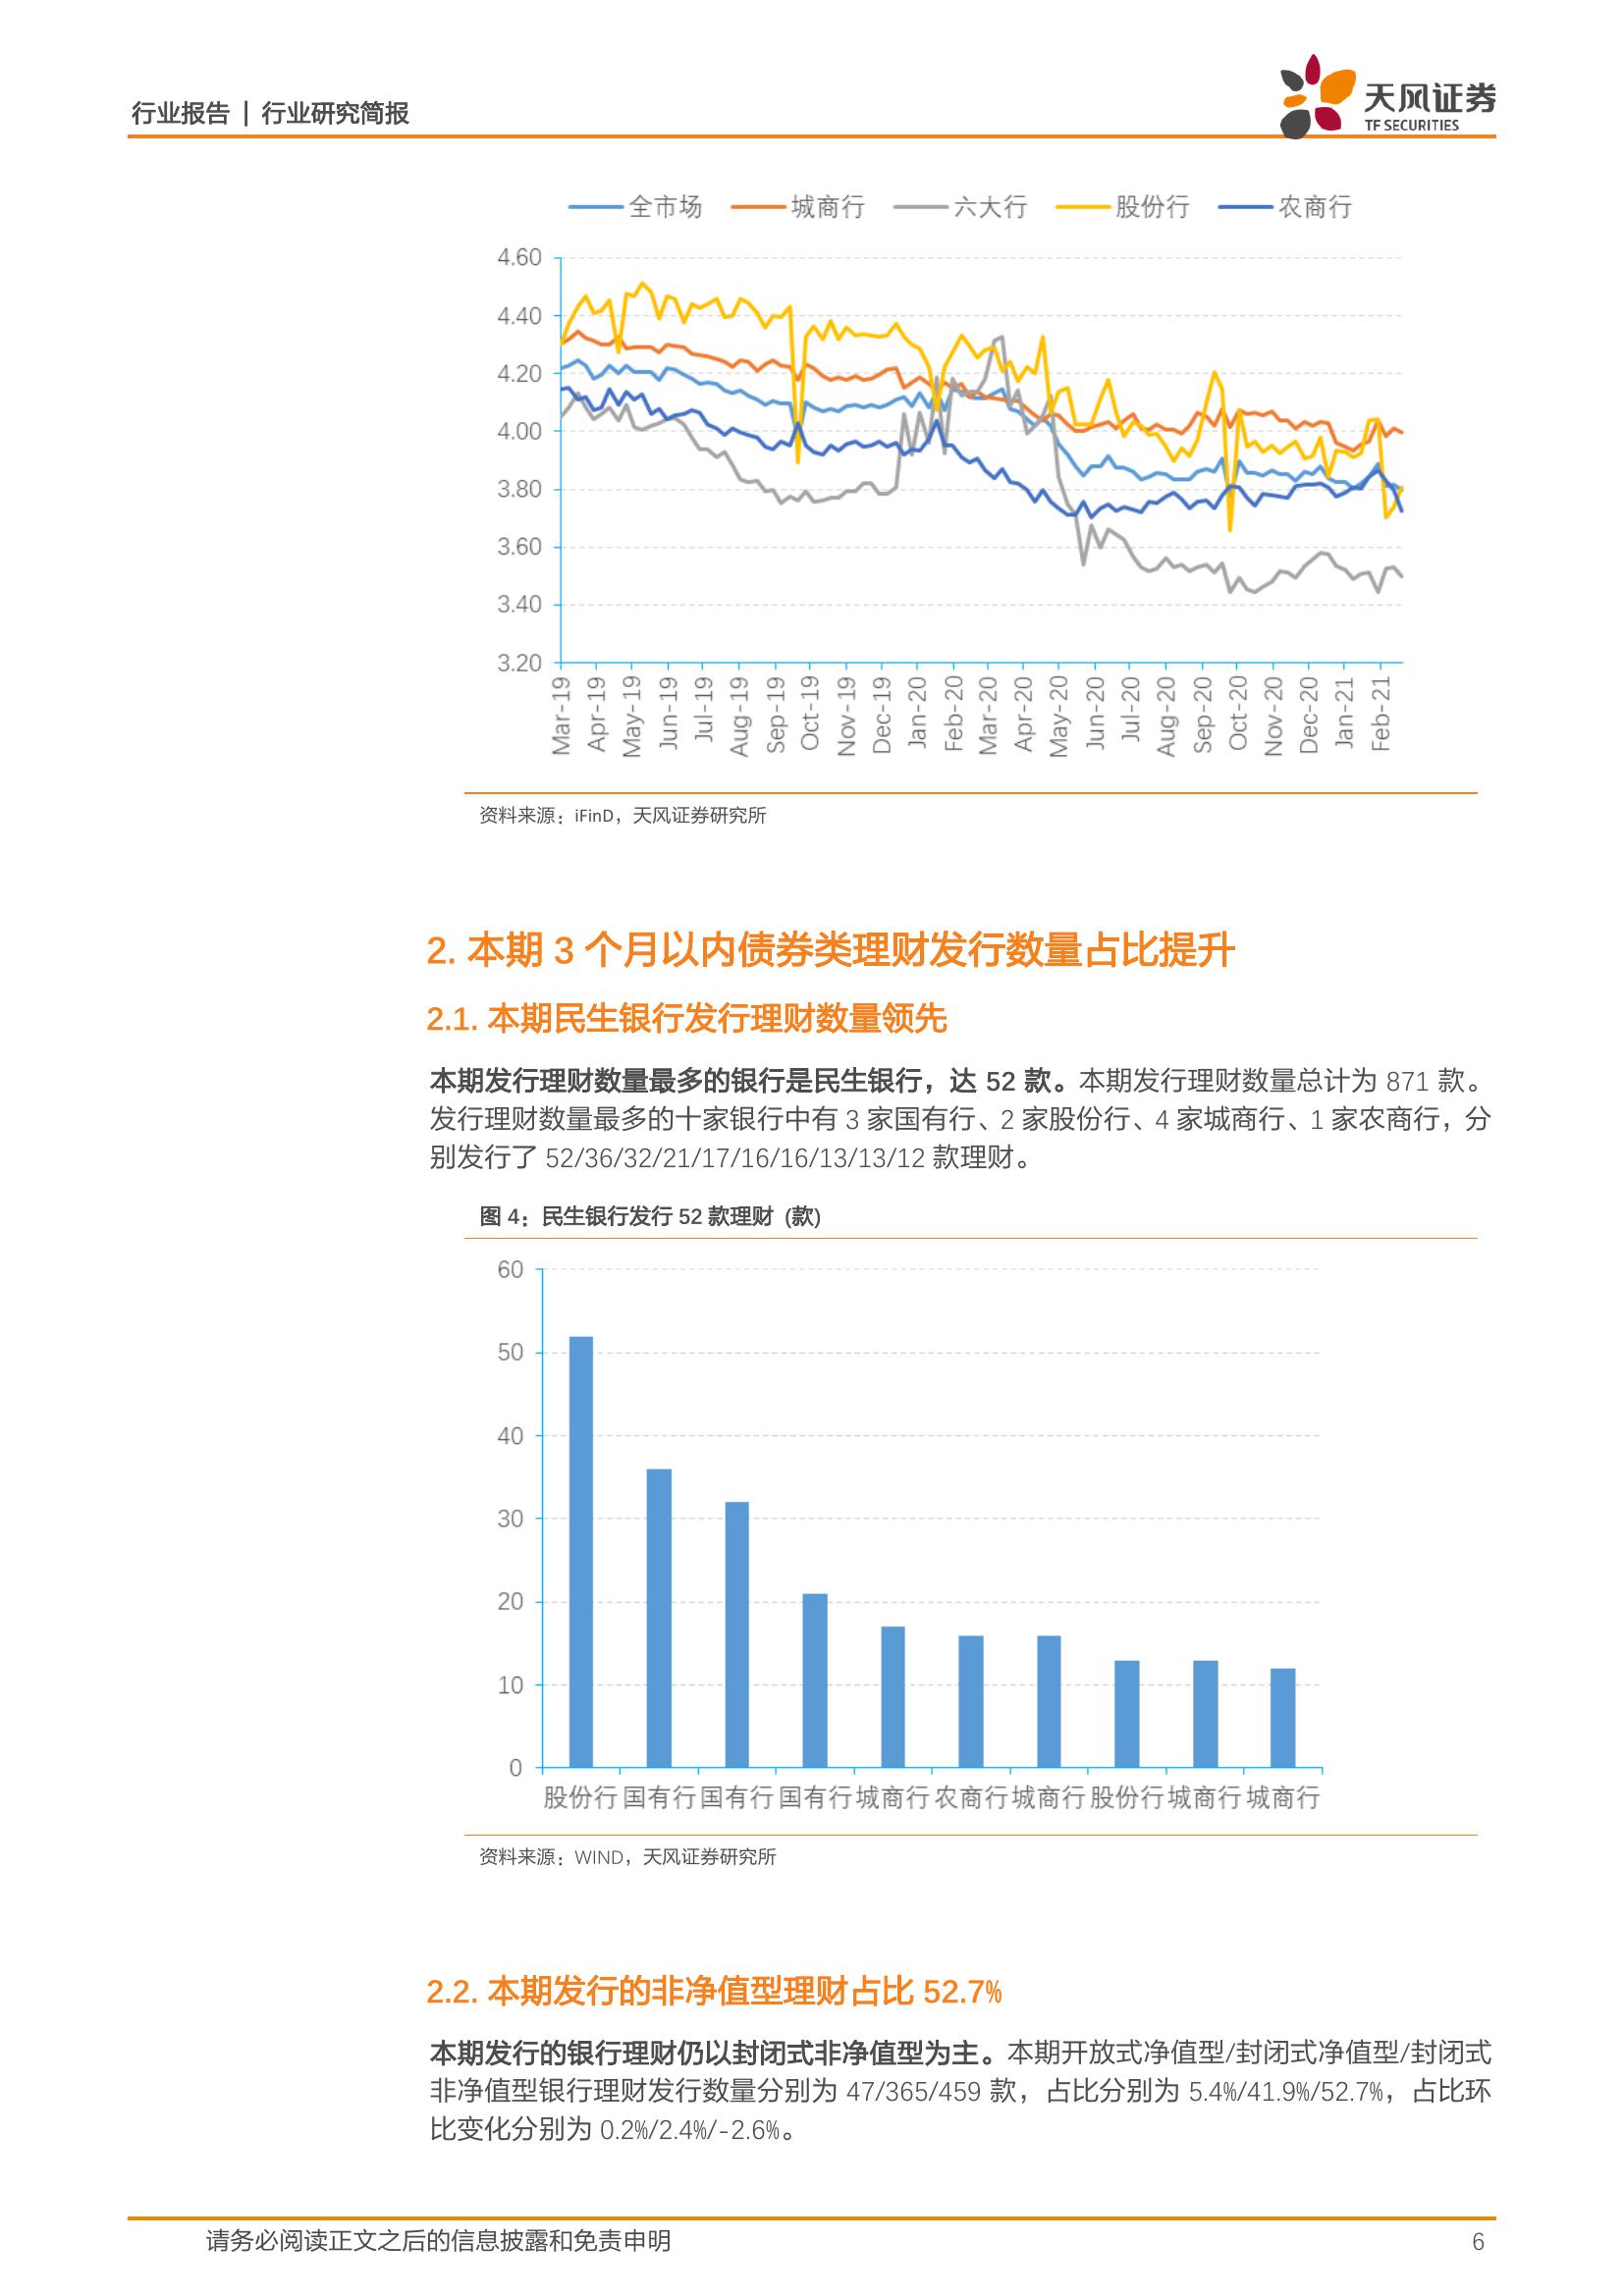 行业报告 | 行业研究简报
天风证券
TF SECURITIES
全市场 城商行 六大行 股份行 农商行
4.60
4.40
4.20
4.00
3.80
3.60
3.40
3.20
Mar-19 Apr-19 May-19 Jun-19 Jul-19 Aug-19 Sep-19 Oct-19 Nov-19 Dec-19 Jan-20 Feb-20 Mar-20 Apr-20 May-20 Jun-20 Jul-20 Aug-20 Sep-20 Oct-20 Nov-20 Dec-20 Jan-21 Feb-21
资料来源：iFinD，天风证券研究所
2. 本期 3 个月以内债券类理财发行数量占比提升
2.1. 本期民生银行发行理财数量领先
本期发行理财数量最多的银行是民生银行，达 52 款。本期发行理财数量总计为 871 款。
发行理财数量最多的十家银行中有 3 家国有行、2 家股份行、4 家城商行、1 家农商行，分
别发行了 52/36/32/21/17/16/16/13/13/12 款理财。
图 4：民生银行发行 52 款理财 (款)
60
50
40
30
20
10
0
股份行 国有行 国有行 国有行 城商行 农商行 城商行 股份行 城商行 城商行
资料来源：WIND，天风证券研究所
2.2. 本期发行的非净值型理财占比 52.7%
本期发行的银行理财仍以封闭式非净值型为主。本期开放式净值型/封闭式净值型/封闭式
非净值型银行理财发行数量分别为 47/365/459 款，占比分别为 5.4%/41.9%/52.7%，占比环
比变化分别为 0.2%/2.4%/-2.6%。
请务必阅读正文之后的信息披露和免责申明 6